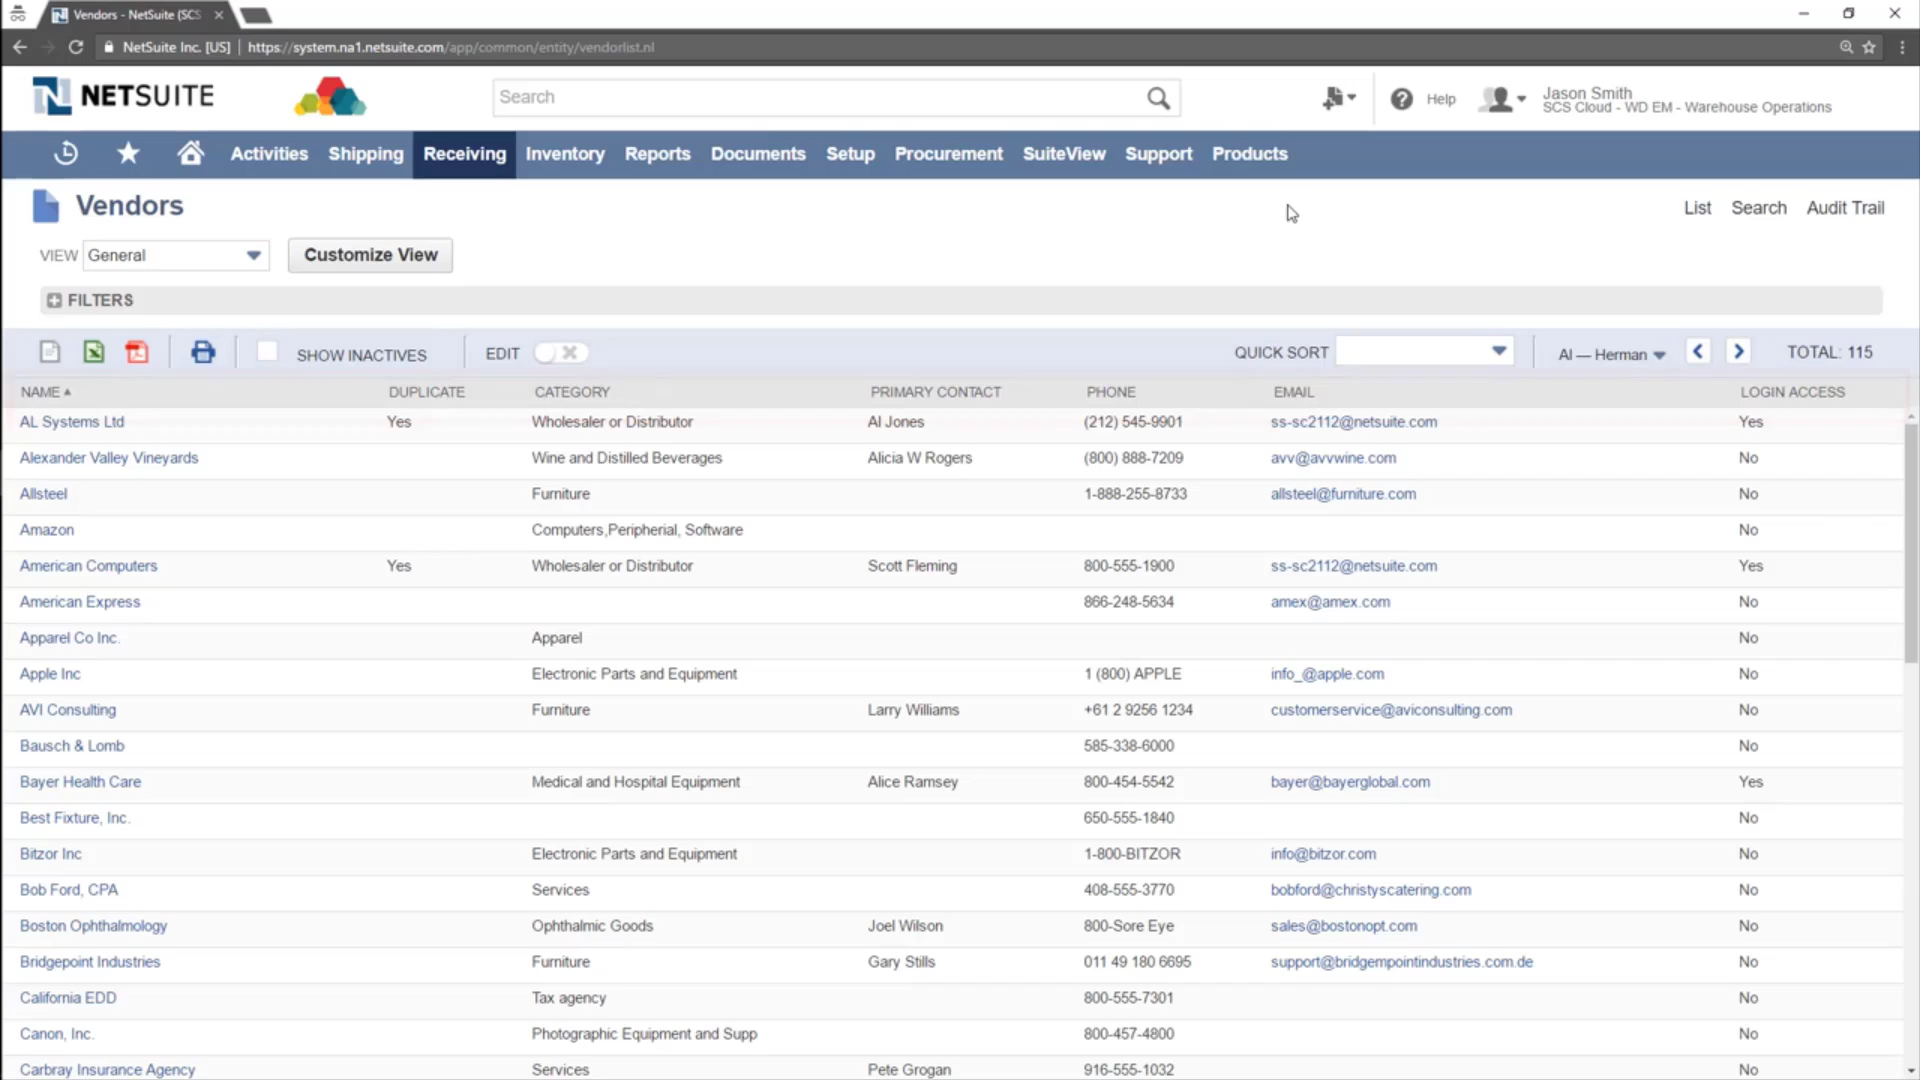 Vendors - NetSuite (SCS
NetSuite Inc. [US] | https://system.na1.netsuite.com/app/common/entity/vendorlist.nl
NETSUITE
Search
Help
Jason Smith
SCS Cloud - WD EM - Warehouse Operations
Activities Shipping Receiving Inventory Reports Documents Setup Procurement SuiteView Support Products
Vendors
List Search Audit Trail
VIEW General Customize View
FILTERS
SHOW INACTIVES EDIT QUICK SORT Al — Herman TOTAL: 115
NAME DUPLICATE CATEGORY PRIMARY CONTACT PHONE EMAIL LOGIN ACCESS
AL Systems Ltd Yes Wholesaler or Distributor Al Jones (212) 545-9901 ss-sc2112@netsuite.com Yes
Alexander Valley Vineyards Wine and Distilled Beverages Alicia W Rogers (800) 888-7209 avv@avvwine.com No
Allsteel Furniture 1-888-255-8733 allsteel@furniture.com No
Amazon Computers,Peripherial, Software No
American Computers Yes Wholesaler or Distributor Scott Fleming 800-555-1900 ss-sc2112@netsuite.com Yes
American Express 866-248-5634 amex@amex.com No
Apparel Co Inc. Apparel No
Apple Inc Electronic Parts and Equipment 1 (800) APPLE info_@apple.com No
AVI Consulting Furniture Larry Williams +61 2 9256 1234 customerservice@aviconsulting.com No
Bausch & Lomb 585-338-6000 No
Bayer Health Care Medical and Hospital Equipment Alice Ramsey 800-454-5542 bayer@bayerglobal.com Yes
Best Fixture, Inc. 650-555-1840 No
Bitzor Inc Electronic Parts and Equipment 1-800-BITZOR info@bitzor.com No
Bob Ford, CPA Services 408-555-3770 bobford@christyscatering.com No
Boston Ophthalmology Ophthalmic Goods Joel Wilson 800-Sore Eye sales@bostonopt.com No
Bridgepoint Industries Furniture Gary Stills 011 49 180 6695 support@bridgempointindustries.com.de No
California EDD Tax agency 800-555-7301 No
Canon, Inc. Photographic Equipment and Supp 800-457-4800 No
Carbray Insurance Agency Services Pete Grogan 916-555-1032 No